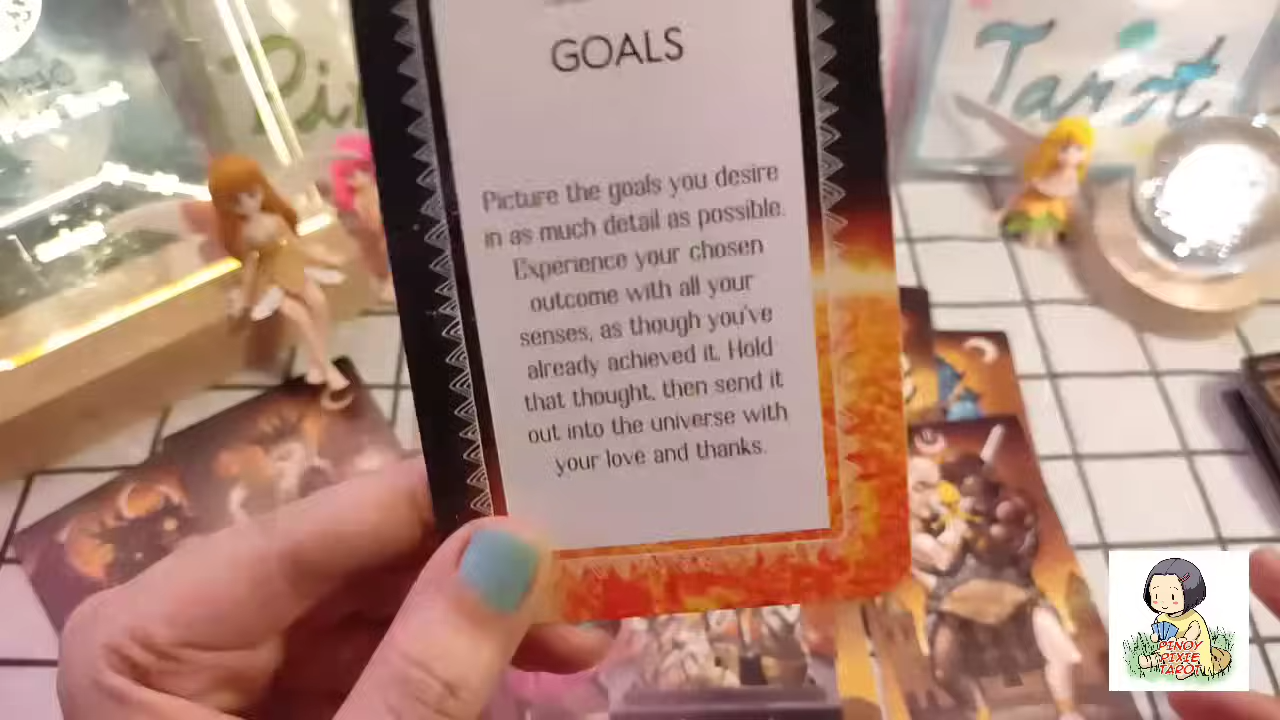 GOALS
Picture the goals you desire
in as much detail as possible.
Experience your chosen
outcome with all your
senses, as though you've
already achieved it. Hold
that thought, then send it
out into the universe with
your love and thanks.
Tarot
PINOY
PIXIE
TAROT